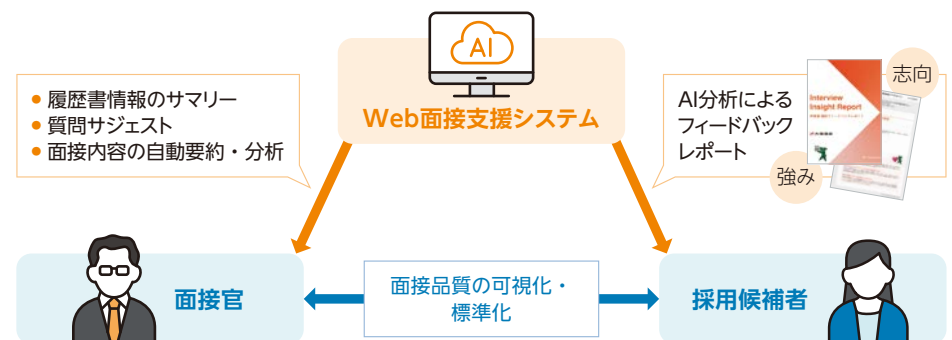 AI
Web面接支援システム
● 履歴書情報のサマリー
● 質問サジェスト
● 面接内容の自動要約・分析
AI分析による
フィードバック
レポート
Interview
Insight Report
志向
強み
面接官
面接品質の可視化・
標準化
採用候補者